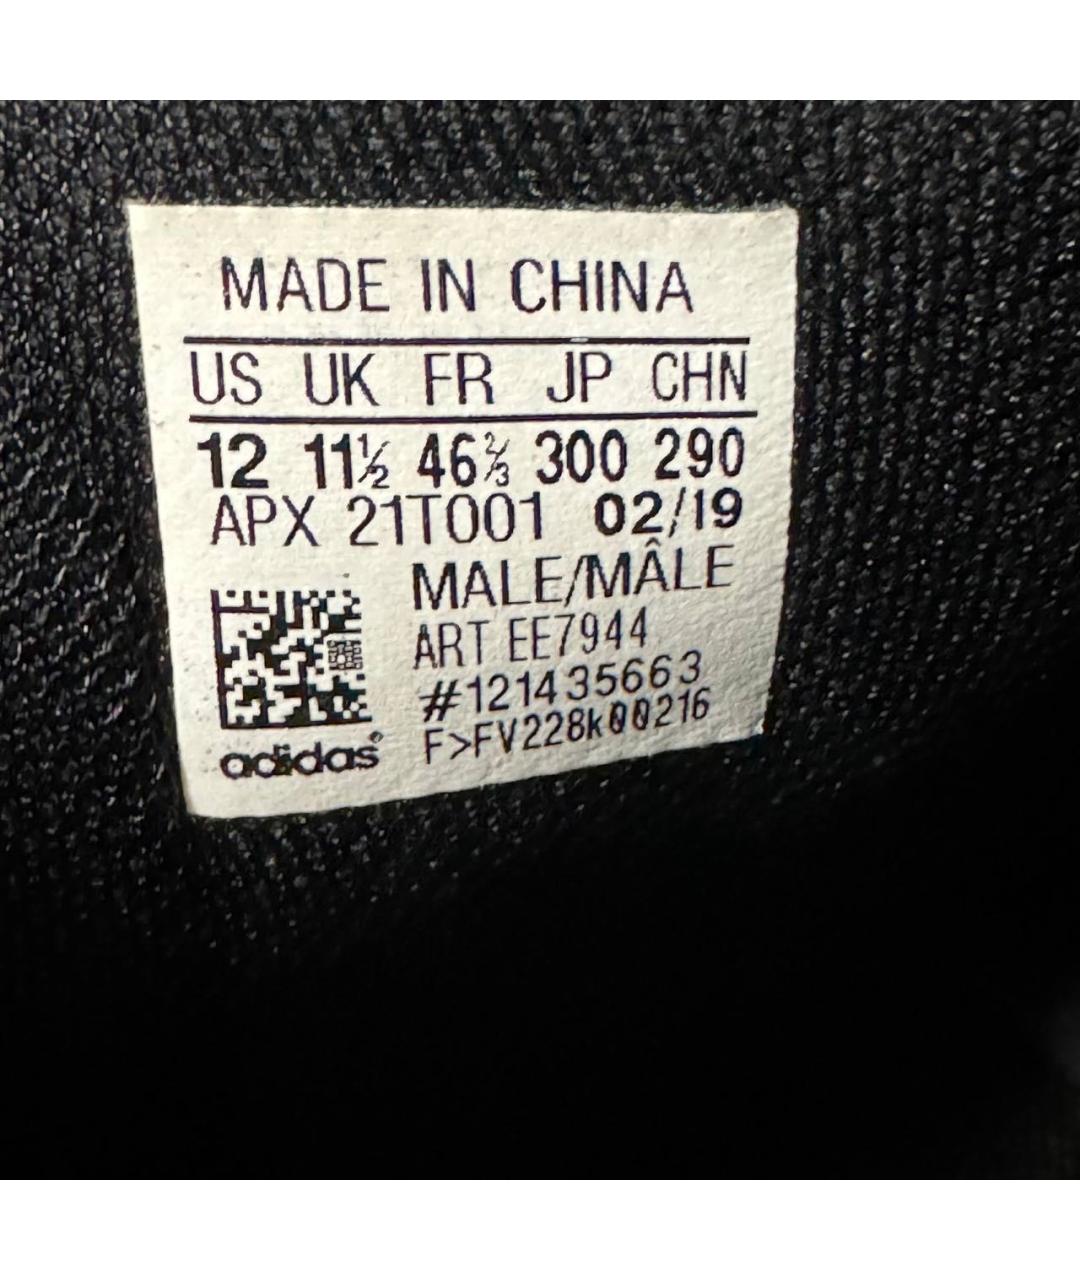 MADE IN CHINA
US UK FR JP CHN
12 11½ 46⅔ 300 290
APX 21T001 02/19
MALE/MÂLE
ART EE7944
#121435663
F>FV228k00216
adidas®